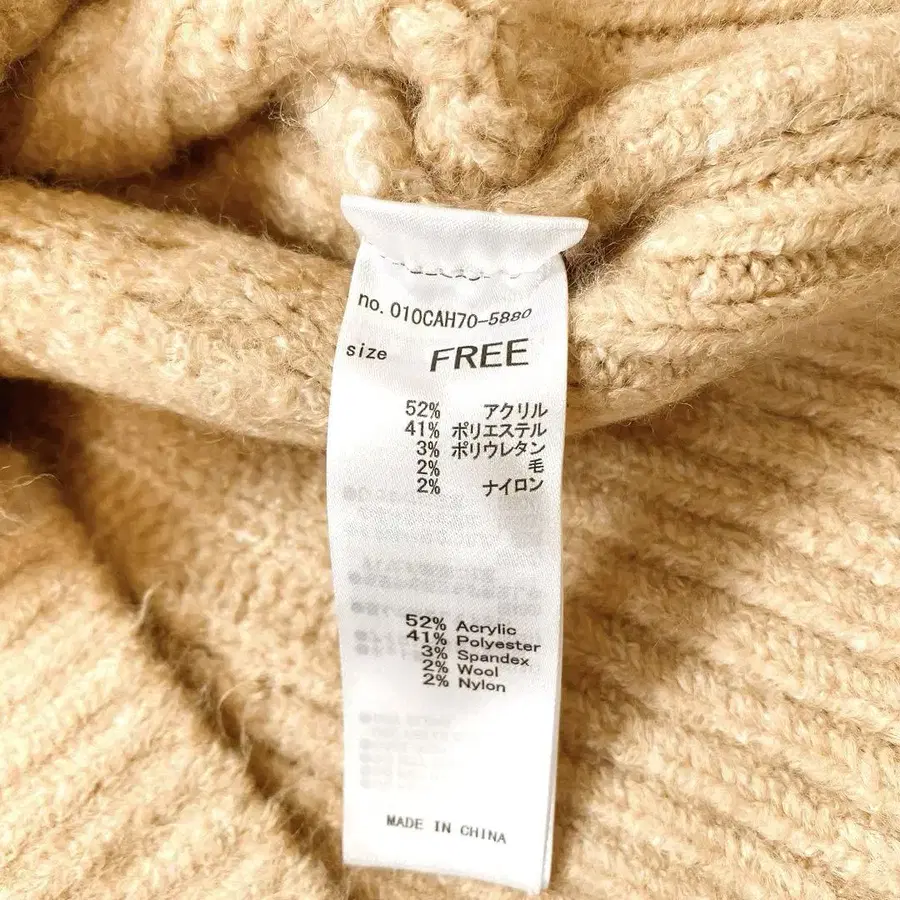 no. 010CAH70-5880
size FREE
52% アクリル
41% ポリエステル
3% ポリウレタン
2% 毛
2% ナイロン
52% Acrylic
41% Polyester
3% Spandex
2% Wool
2% Nylon
MADE IN CHINA